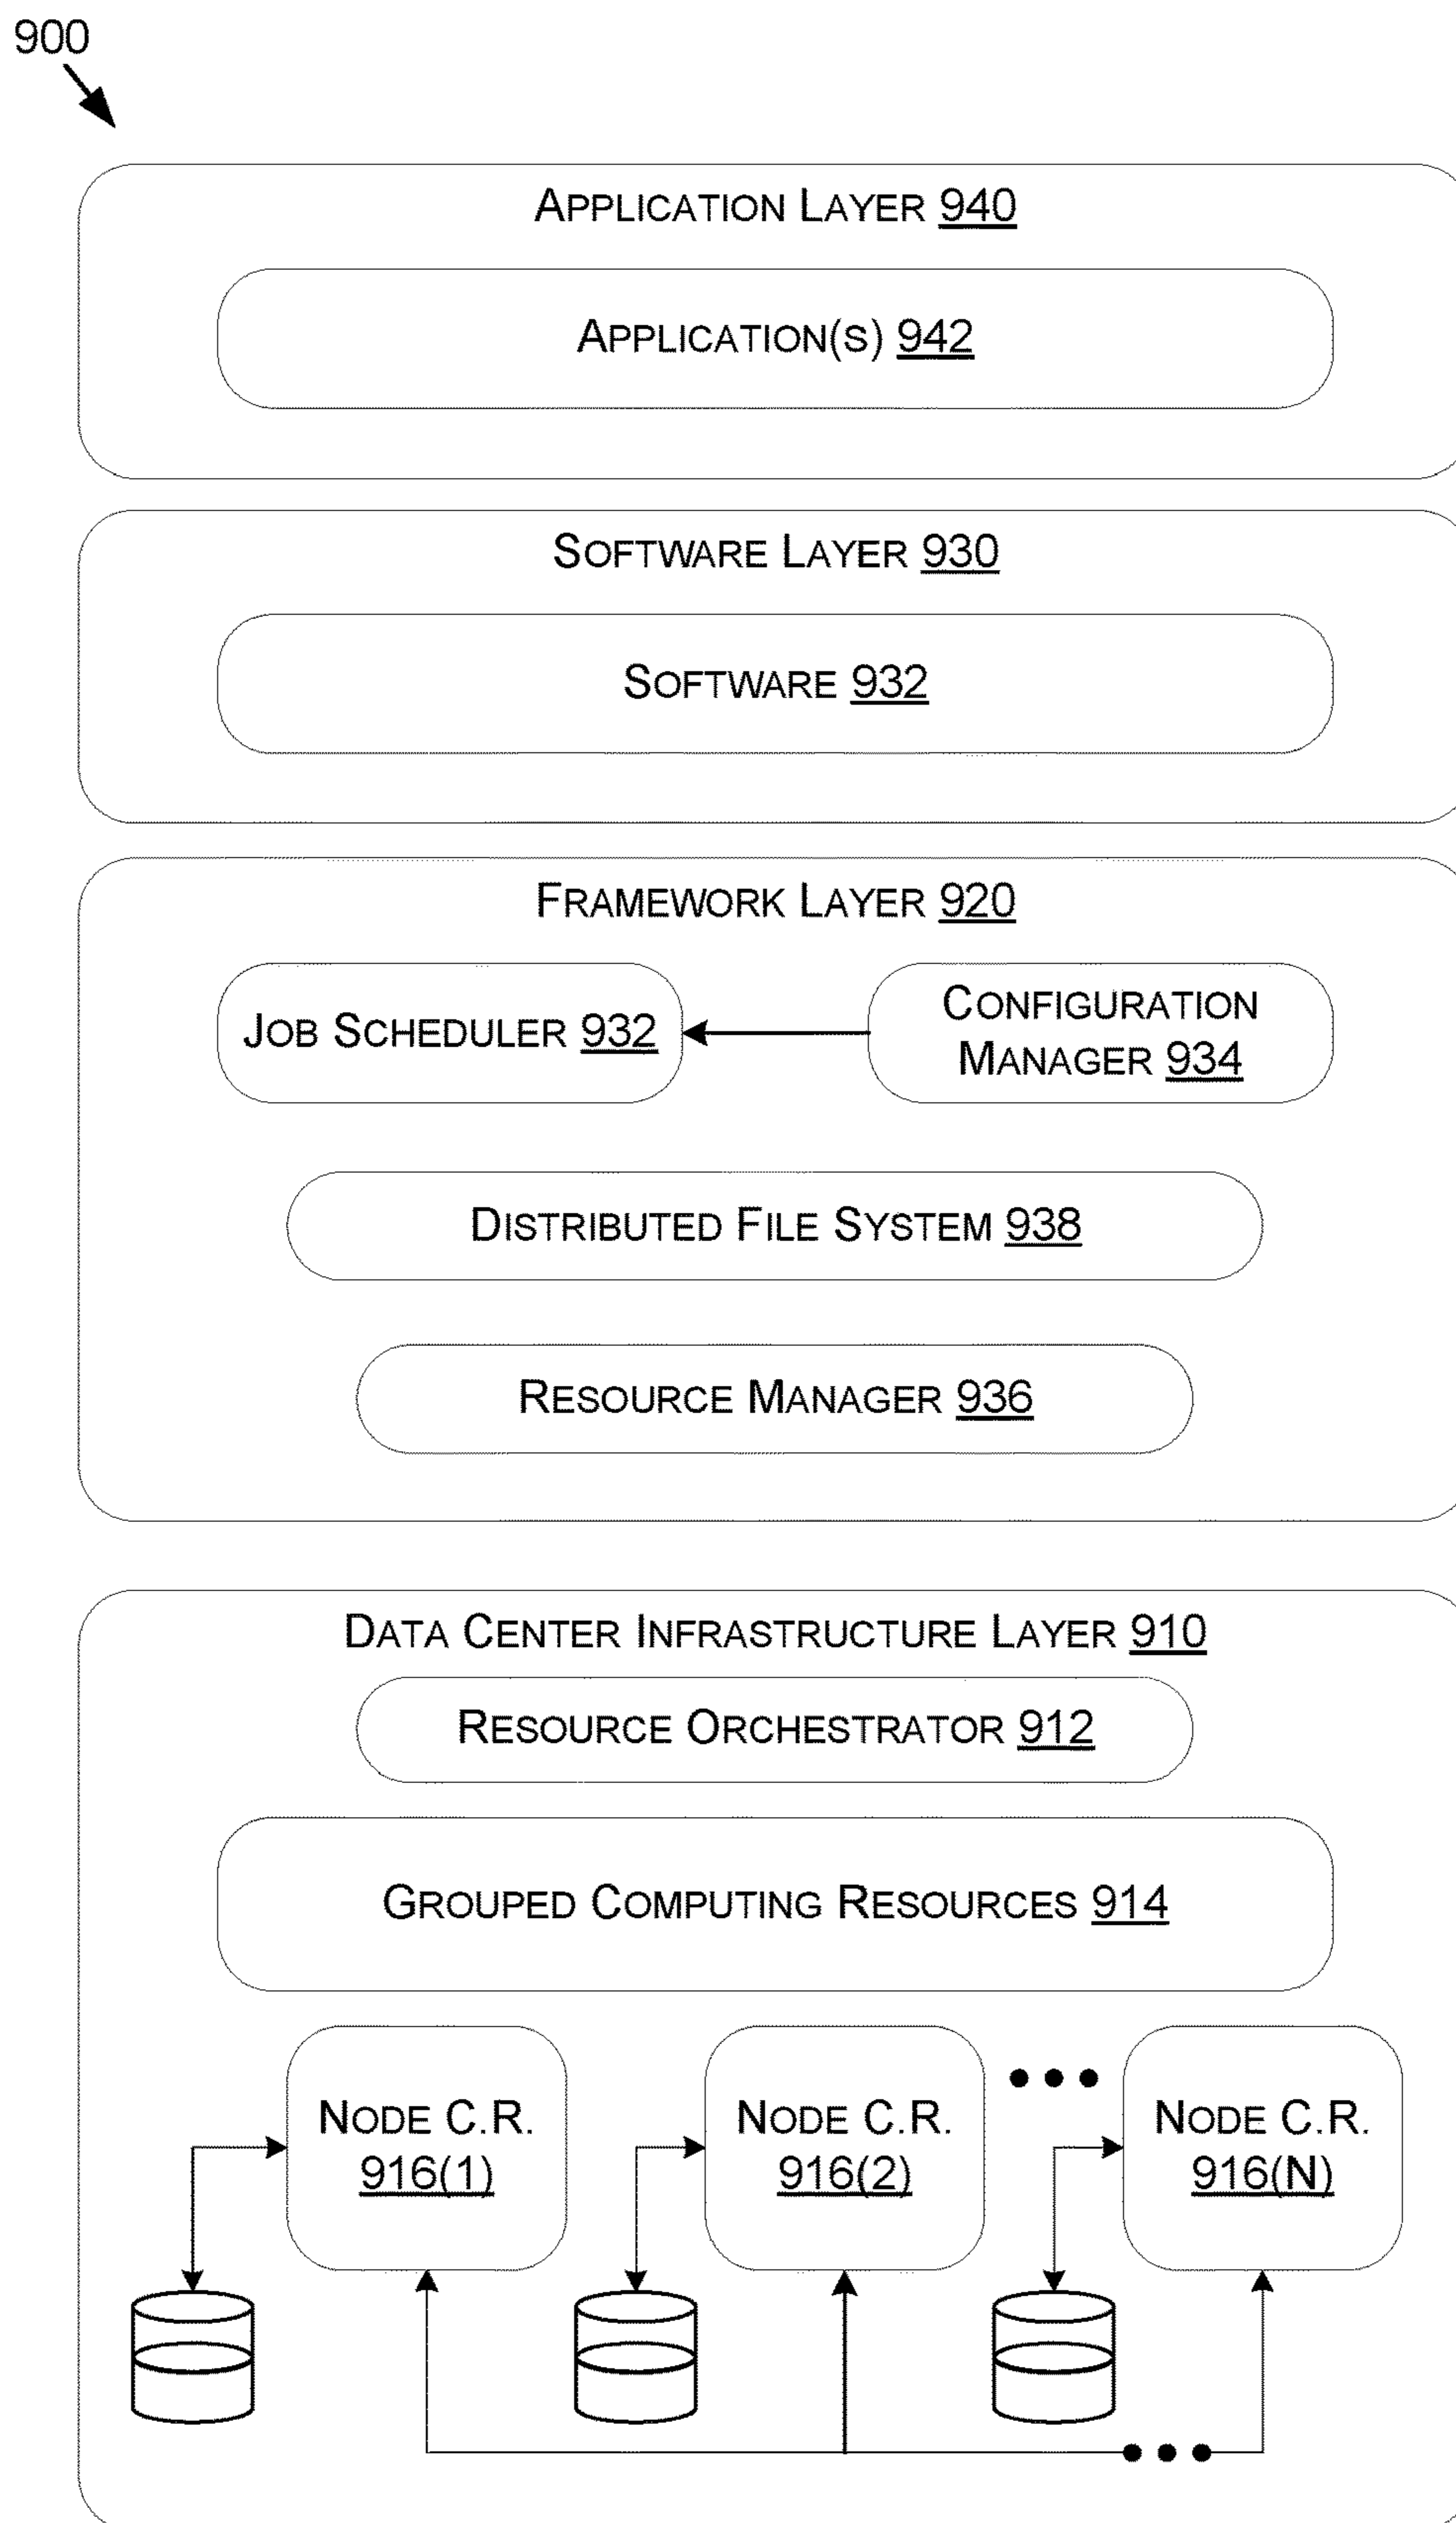 900
APPLICATION LAYER 940
APPLICATION(S) 942
SOFTWARE LAYER 930
SOFTWARE 932
FRAMEWORK LAYER 920
JOB SCHEDULER 932
CONFIGURATION
MANAGER 934
DISTRIBUTED FILE SYSTEM 938
RESOURCE MANAGER 936
DATA CENTER INFRASTRUCTURE LAYER 910
RESOURCE ORCHESTRATOR 912
GROUPED COMPUTING RESOURCES 914
NODE C.R.
916(1)
NODE C.R.
916(2)
NODE C.R.
916(N)